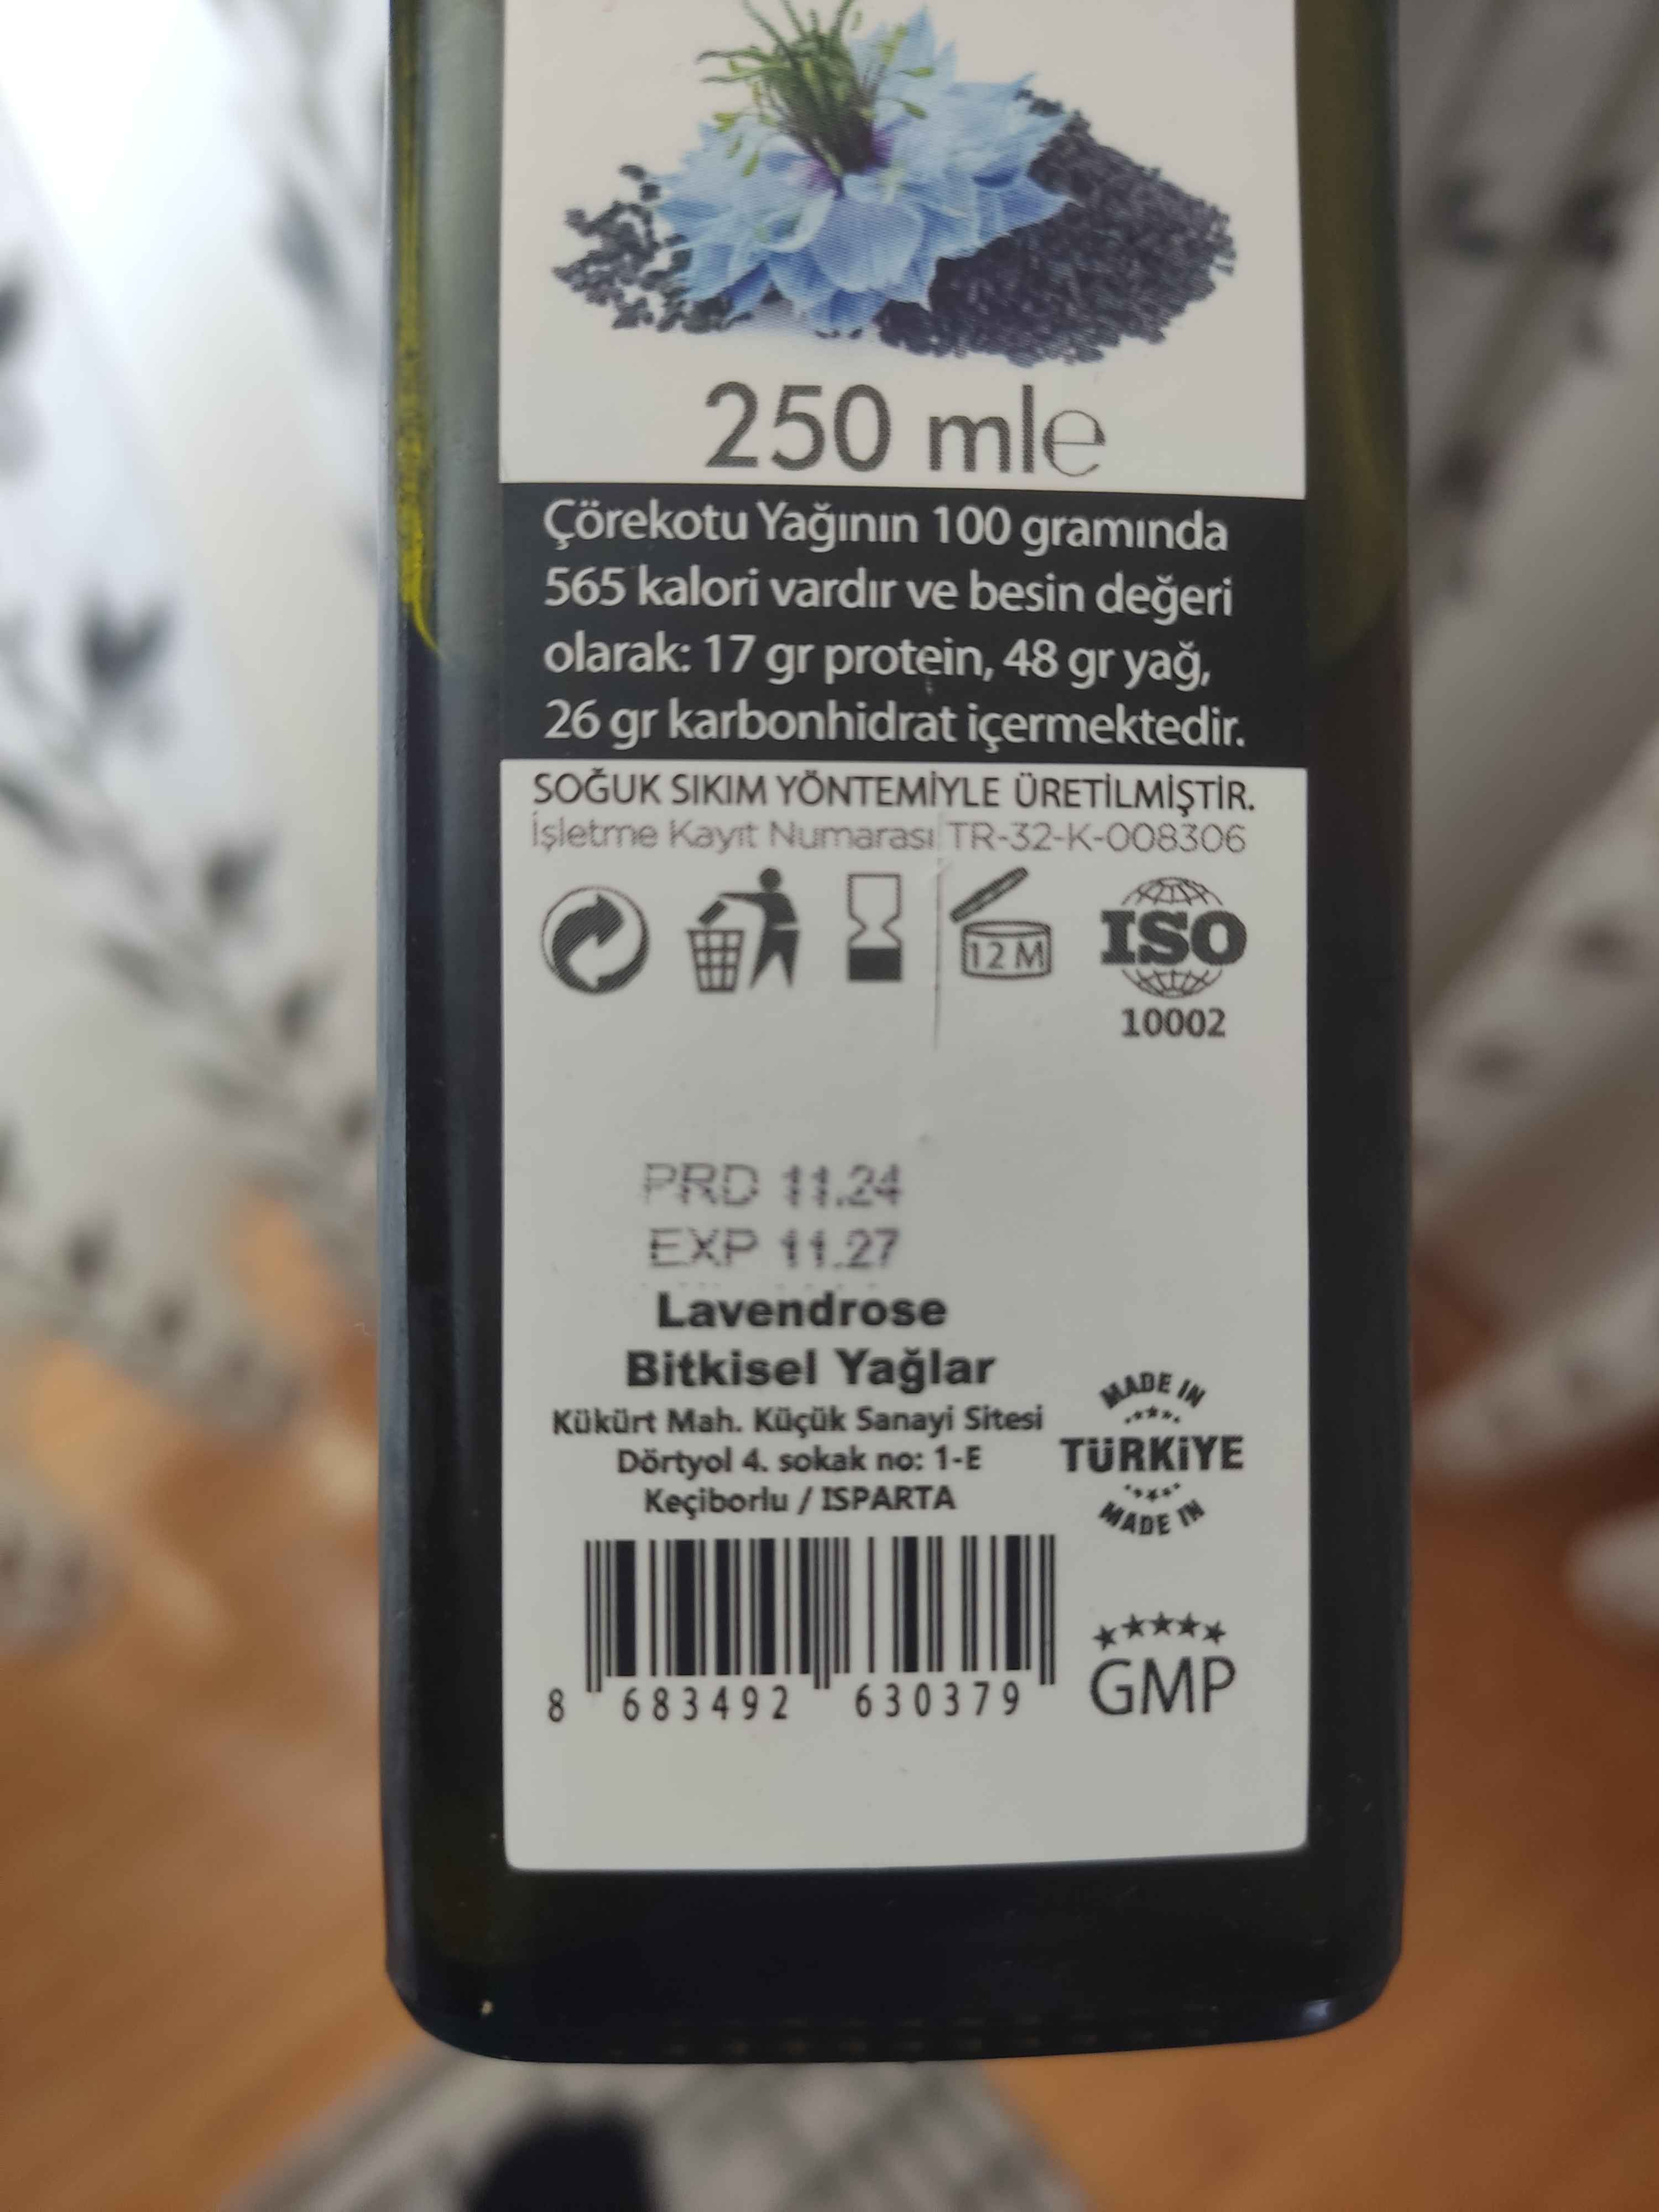 250 mle
Çörekotu Yağının 100 gramında
565 kalori vardır ve besin değeri
olarak: 17 gr protein, 48 gr yağ,
26 gr karbonhidrat içermektedir.
SOĞUK SIKIM YÖNTEMİYLE ÜRETİLMİŞTİR.
İşletme Kayıt Numarası TR-32-K-008306
12 M
ISO
10002
PRD 11.24
EXP 11.27
Lavendrose
Bitkisel Yağlar
Kükürt Mah. Küçük Sanayi Sitesi
Dörtyol 4. sokak no: 1-E
Keçiborlu / ISPARTA
MADE IN
TÜRKİYE
MADE IN
8 683492 630379
GMP